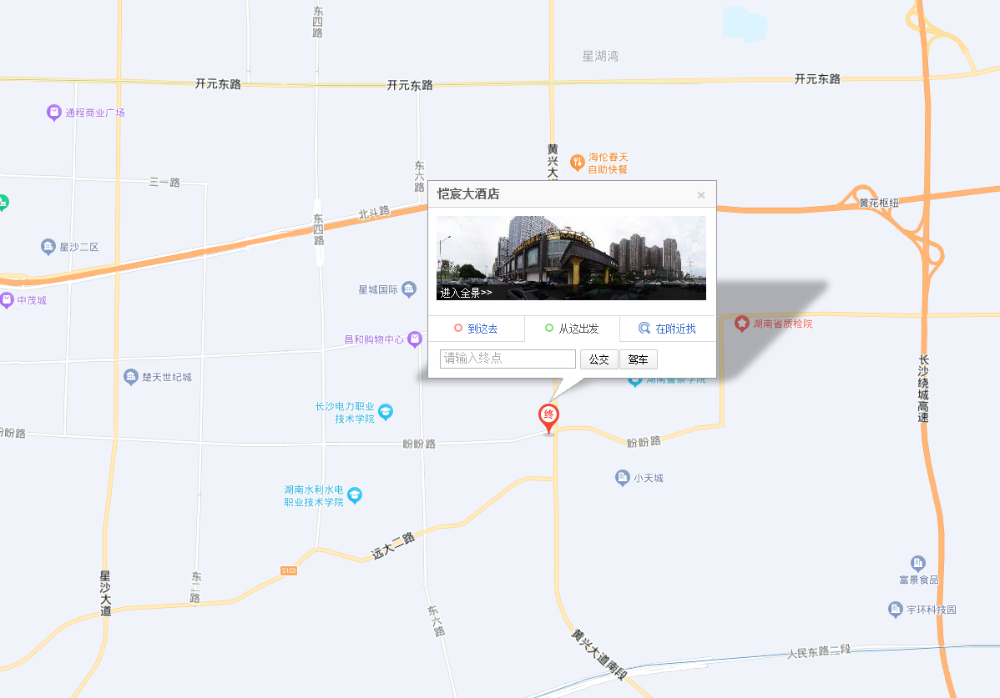 东四路
星湖湾
开元东路
开元东路
开元东路
通程商业广场
黄兴大道
海伦春天
自助快餐
东六路
三一路
恺宸大酒店
×
黄花枢纽
北斗路
东四路
星沙二区
星城国际
进入全景>>
中茂城
到这去
从这出发
在附近找
湖南省质检院
昌和购物中心
请输入终点
公交
驾车
楚天世纪城
湖南警察学院
长沙绕城高速
长沙电力职业
技术学院
终
盼盼路
盼盼路
盼盼路
小天城
湖南水利水电
职业技术学院
远大二路
S103
星沙大道
东二路
富景食品
东六路
宇环科技园
黄兴大道南段
人民东路二段